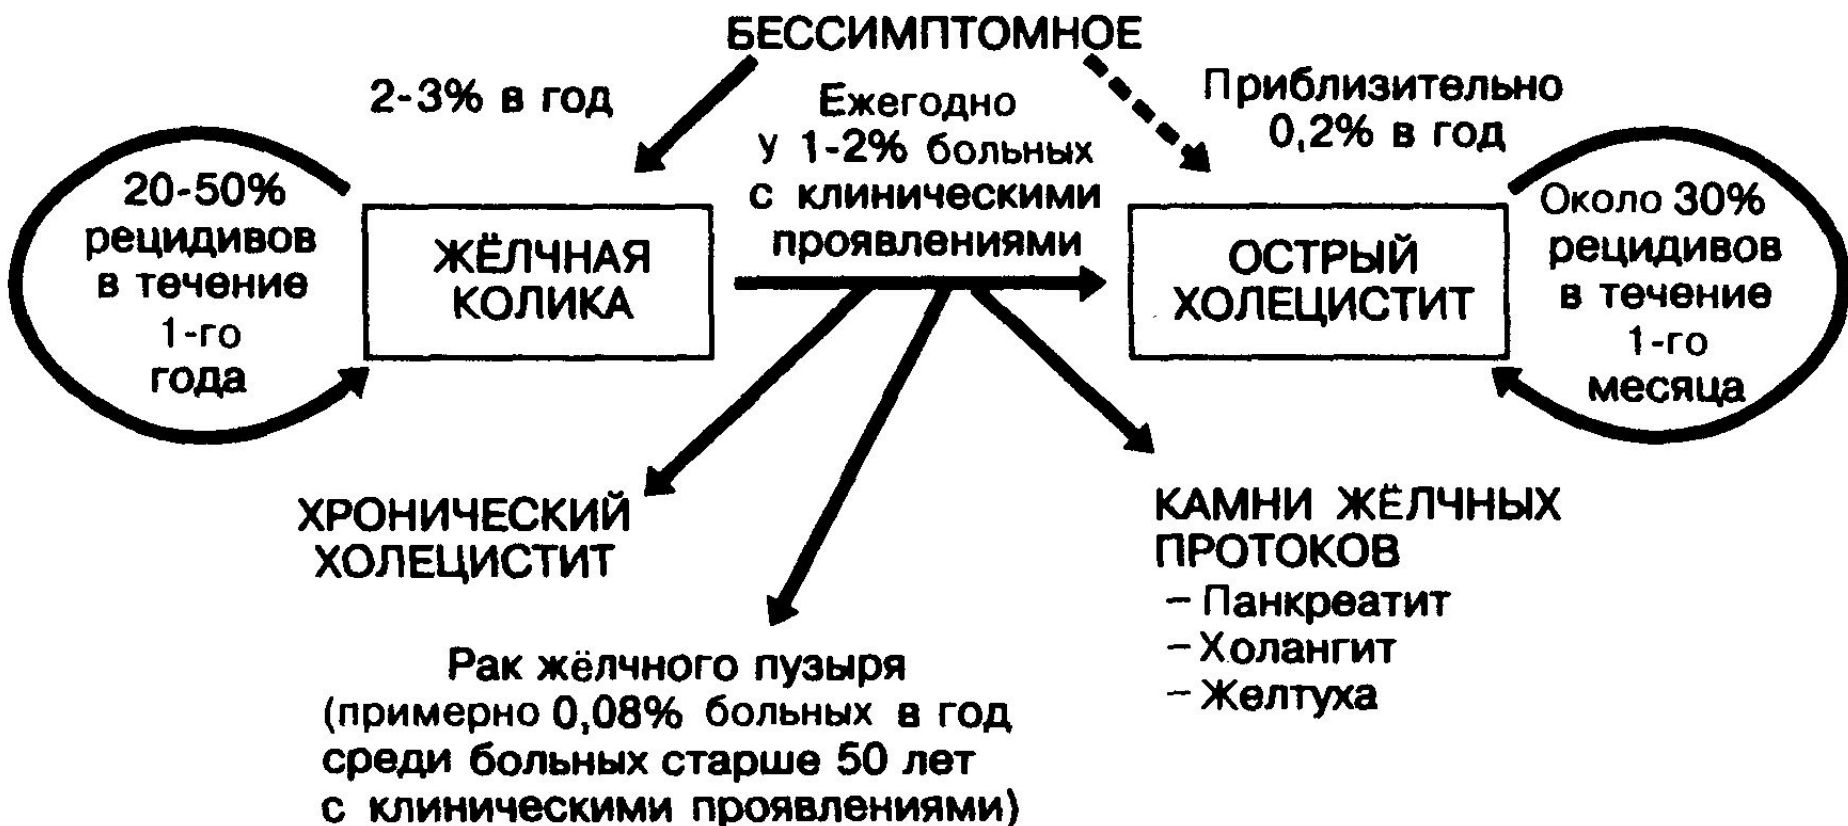 БЕССИМПТОМНОЕ
2-3% в год
Ежегодно
у 1-2% больных
с клиническими
проявлениями
Приблизительно
0,2% в год
20-50%
рецидивов
в течение
1-го
года
ЖЁЛЧНАЯ
КОЛИКА
ОСТРЫЙ
ХОЛЕЦИСТИТ
Около 30%
рецидивов
в течение
1-го
месяца
ХРОНИЧЕСКИЙ
ХОЛЕЦИСТИТ
Рак жёлчного пузыря
(примерно 0,08% больных в год
среди больных старше 50 лет
с клиническими проявлениями)
КАМНИ ЖЁЛЧНЫХ
ПРОТОКОВ
– Панкреатит
– Холангит
– Желтуха